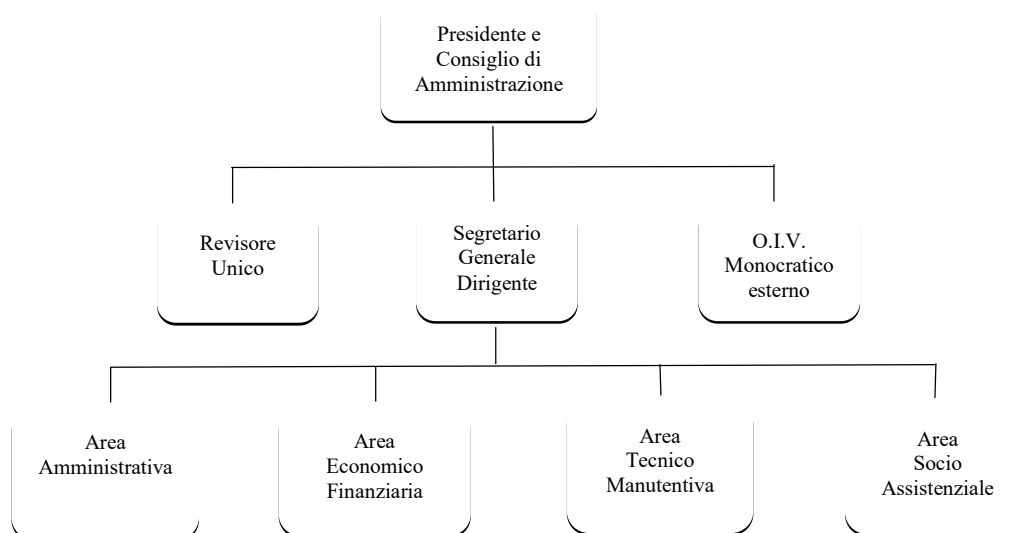 Presidente e
Consiglio di
Amministrazione
Revisore
Unico
Segretario
Generale
Dirigente
O.I.V.
Monocratico
esterno
Area
Amministrativa
Area
Economico
Finanziaria
Area
Tecnico
Manutentiva
Area
Socio
Assistenziale